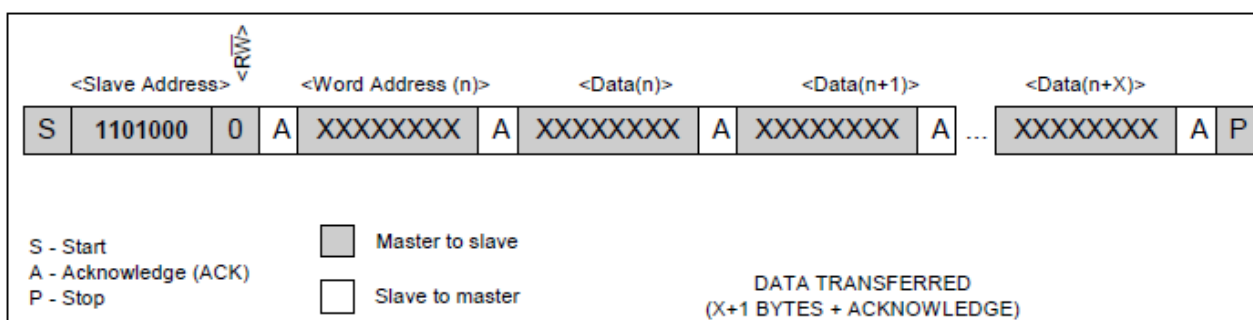 <RW̅>
<Slave Address> <Word Address (n)> <Data(n)> <Data(n+1)> <Data(n+X)>
S 1101000 0 A XXXXXXXX A XXXXXXXX A XXXXXXXX A ... XXXXXXXX A P
S - Start
A - Acknowledge (ACK)
P - Stop
Master to slave
Slave to master
DATA TRANSFERRED
(X+1 BYTES + ACKNOWLEDGE)